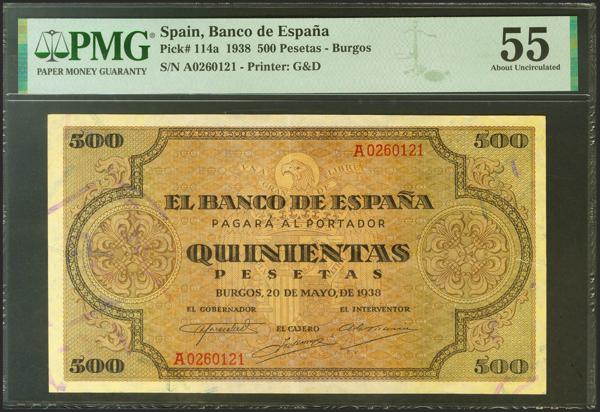 PMG
PAPER MONEY GUARANTY
Spain, Banco de España
Pick# 114a 1938 500 Pesetas - Burgos
S/N A0260121 - Printer: G&D
55
About Uncirculated
500
500
A0260121
EL BANCO DE ESPAÑA
PAGARÁ AL PORTADOR
QUINIENTAS
PESETAS
BURGOS, 20 DE MAYO, DE 1938
EL GOBERNADOR
EL INTERVENTOR
EL CAJERO
A0260121
500
500